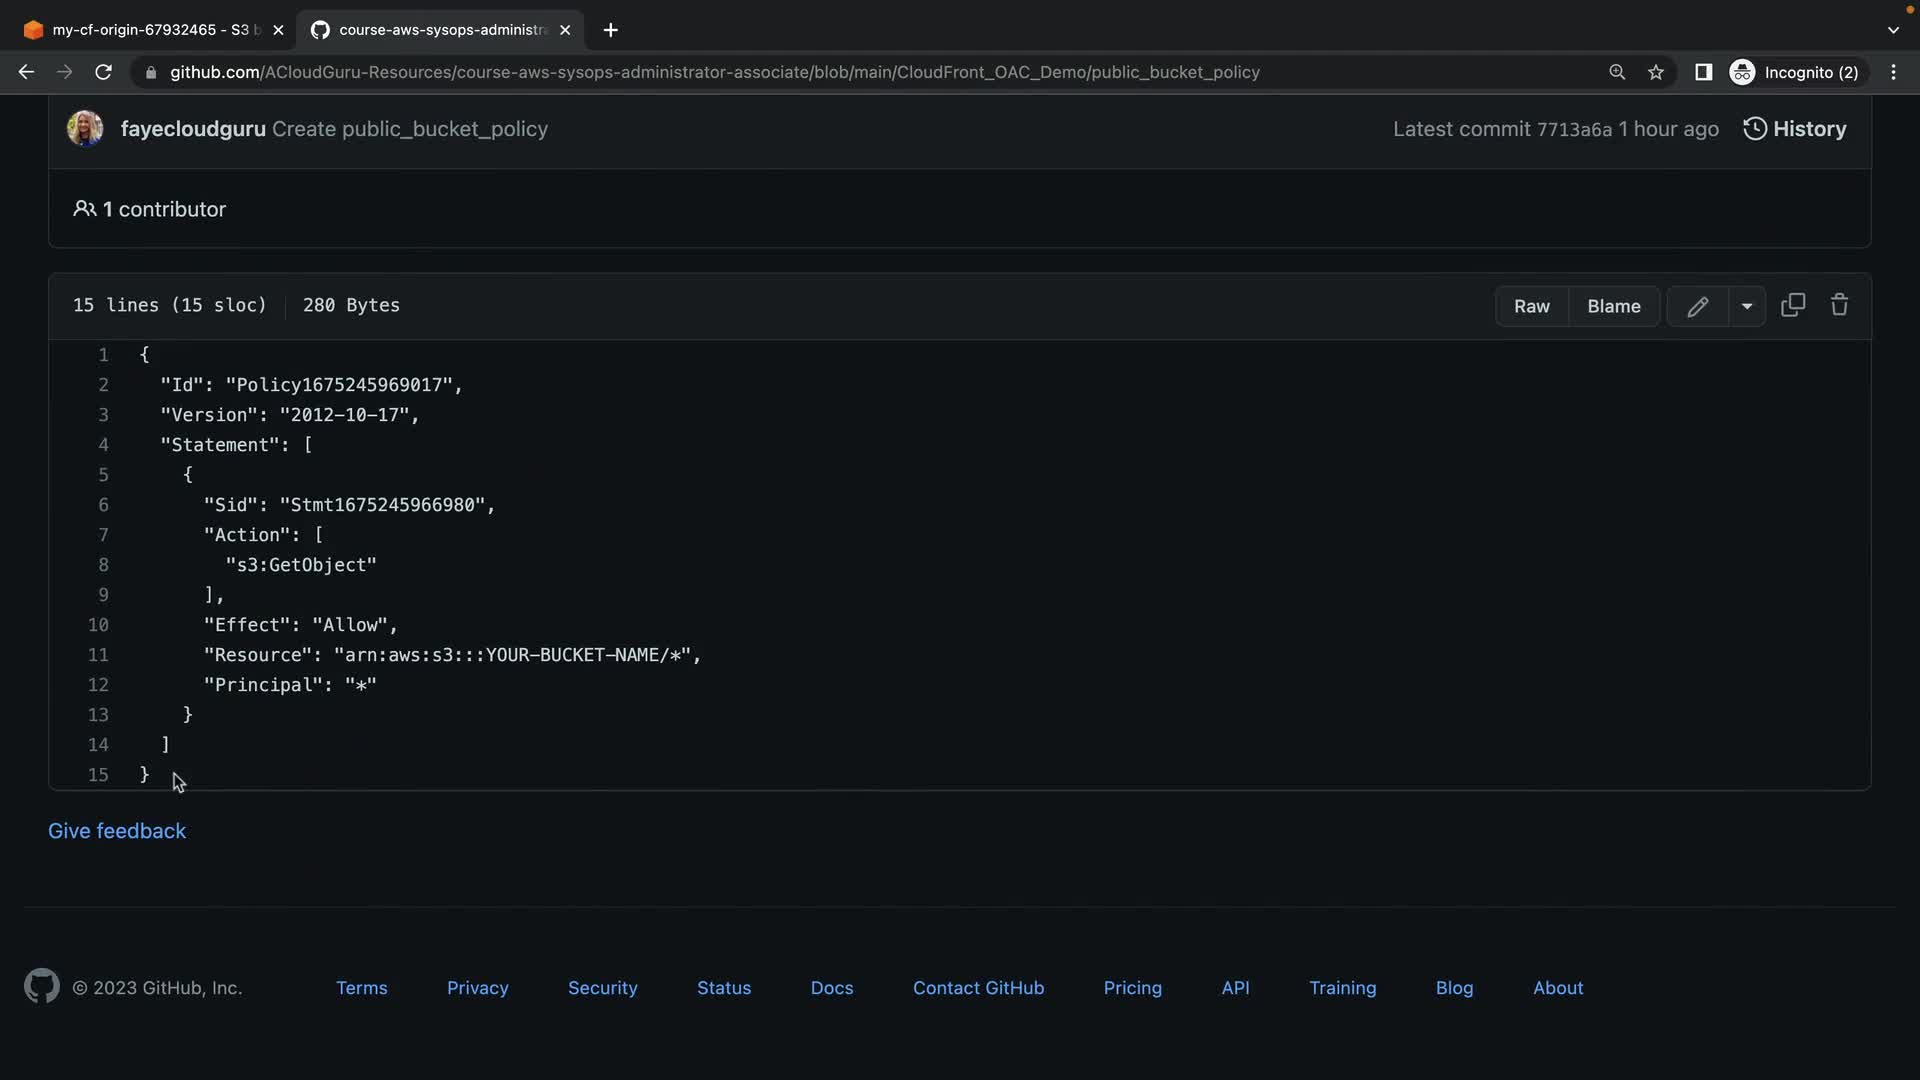 my-cf-origin-67932465 - S3 b
course-aws-sysops-administra
github.com/ACloudGuru-Resources/course-aws-sysops-administrator-associate/blob/main/CloudFront_OAC_Demo/public_bucket_policy
Incognito (2)
fayecloudguru Create public_bucket_policy
Latest commit 7713a6a 1 hour ago
History
1 contributor
15 lines (15 sloc)
280 Bytes
Raw
Blame
1 {
2 "Id": "Policy1675245969017",
3 "Version": "2012-10-17",
4 "Statement": [
5 {
6 "Sid": "Stmt1675245966980",
7 "Action": [
8 "s3:GetObject"
9 ],
10 "Effect": "Allow",
11 "Resource": "arn:aws:s3:::YOUR-BUCKET-NAME/*",
12 "Principal": "*"
13 }
14 ]
15 }
Give feedback
© 2023 GitHub, Inc.
Terms
Privacy
Security
Status
Docs
Contact GitHub
Pricing
API
Training
Blog
About